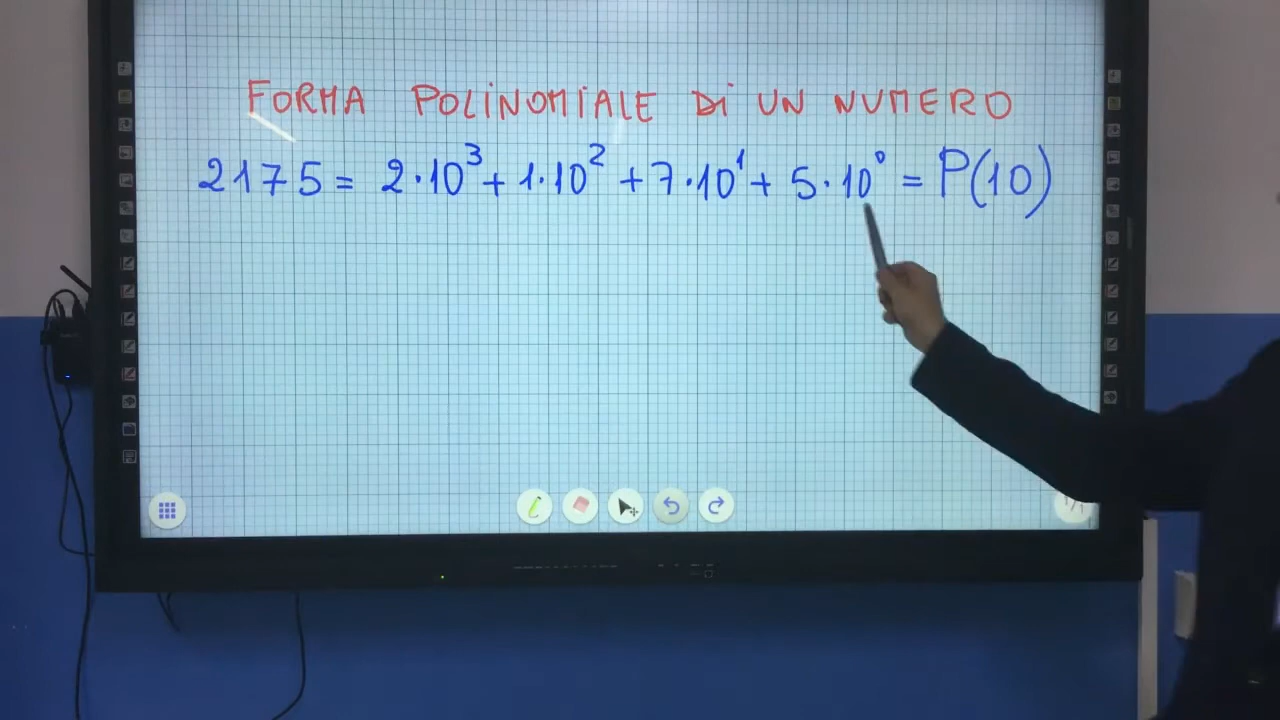 FORMA POLINOMIALE Di UN NUMERO
2175 = 2·10³ + 1·10² + 7·10¹ + 5·10⁰ = P(10)